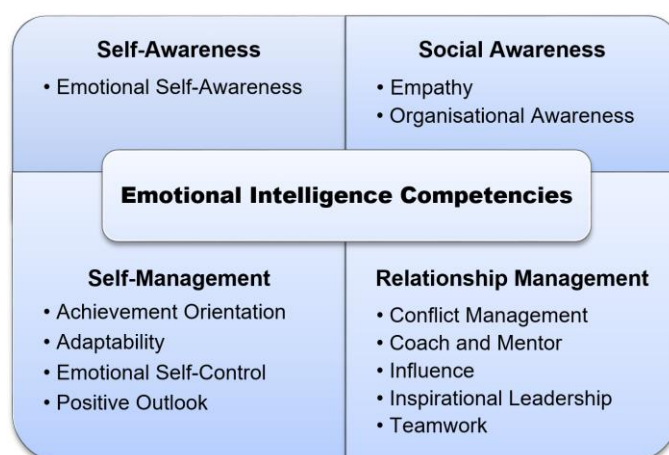 Self-Awareness
• Emotional Self-Awareness
Social Awareness
• Empathy
• Organisational Awareness
Emotional Intelligence Competencies
Self-Management
• Achievement Orientation
• Adaptability
• Emotional Self-Control
• Positive Outlook
Relationship Management
• Conflict Management
• Coach and Mentor
• Influence
• Inspirational Leadership
• Teamwork